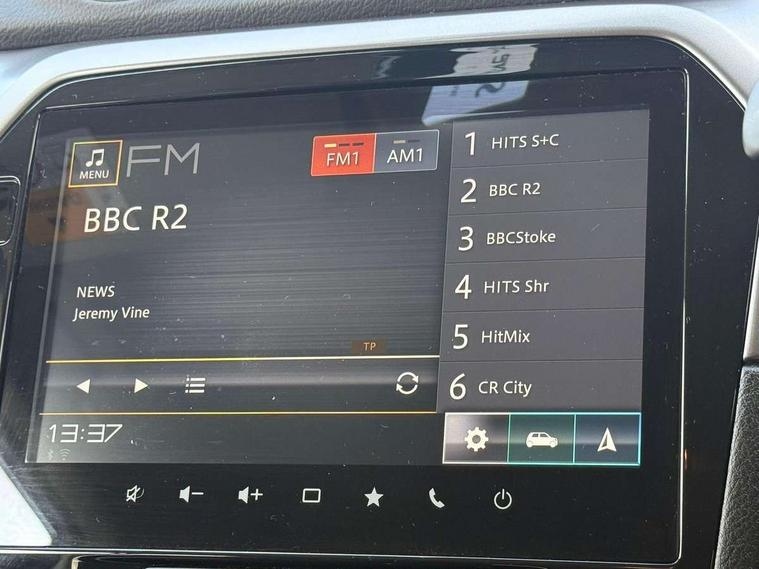 MENU
FM
FM1
AM1
BBC R2
NEWS
Jeremy Vine
TP
13:37
1 HITS S+C
2 BBC R2
3 BBCStoke
4 HITS Shr
5 HitMix
6 CR City